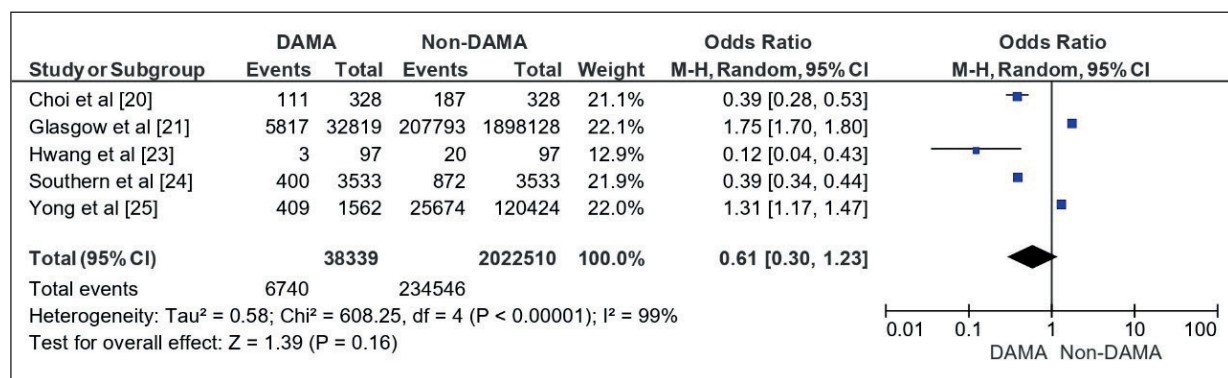 DAMA Non-DAMA Odds Ratio Odds Ratio
Study or Subgroup Events Total Events Total Weight M-H, Random, 95% CI M-H, Random, 95% CI
Choi et al [20] 111 328 187 328 21.1% 0.39 [0.28, 0.53]
Glasgow et al [21] 5817 32819 207793 1898128 22.1% 1.75 [1.70, 1.80]
Hwang et al [23] 3 97 20 97 12.9% 0.12 [0.04, 0.43]
Southern et al [24] 400 3533 872 3533 21.9% 0.39 [0.34, 0.44]
Yong et al [25] 409 1562 25674 120424 22.0% 1.31 [1.17, 1.47]
Total (95% CI) 38339 2022510 100.0% 0.61 [0.30, 1.23]
Total events 6740 234546
Heterogeneity: Tau² = 0.58; Chi² = 608.25, df = 4 (P < 0.00001); I² = 99%
Test for overall effect: Z = 1.39 (P = 0.16)
0.01 0.1 1 10 100
DAMA Non-DAMA